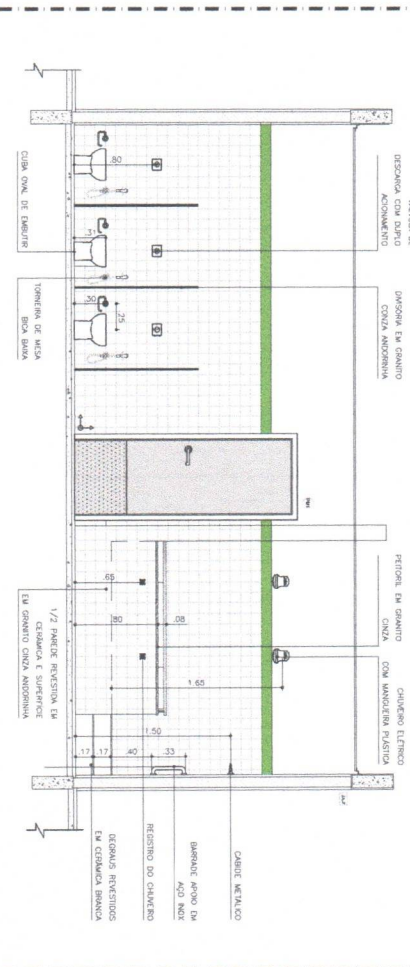 DESCARGA COM DUPLO
ACIONAMENTO
DIVISÓRIA EM GRANITO
CINZA ANDORINHA
PEITORIL EM GRANITO
CINZA
CHUVEIRO ELÉTRICO
COM MANGUEIRA PLÁSTICA
.80
.31
.30
.25
.65
.80
.08
1.65
1.50
.17
.17
.40
.33
CUBA OVAL DE EMBUTIR
TORNEIRA DE MESA
BICA BAIXA
1/2 PAREDE REVESTIDA EM
CERÂMICA E SUPERFÍCIE
EM GRANITO CINZA ANDORINHA
DEGRAUS REVESTIDOS
EM CERÂMICA BRANCA
REGISTRO DO CHUVEIRO
BARRADE APOIO EM
AÇO INOX
CABIDE METÁLICO